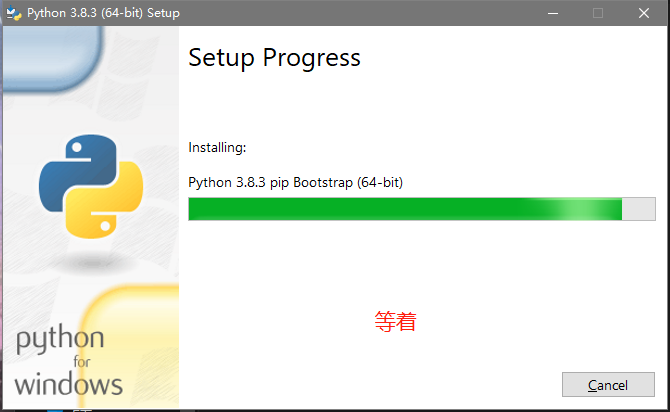 Python 3.8.3 (64-bit) Setup
Setup Progress
Installing:
Python 3.8.3 pip Bootstrap (64-bit)
等着
python
for
windows
Cancel